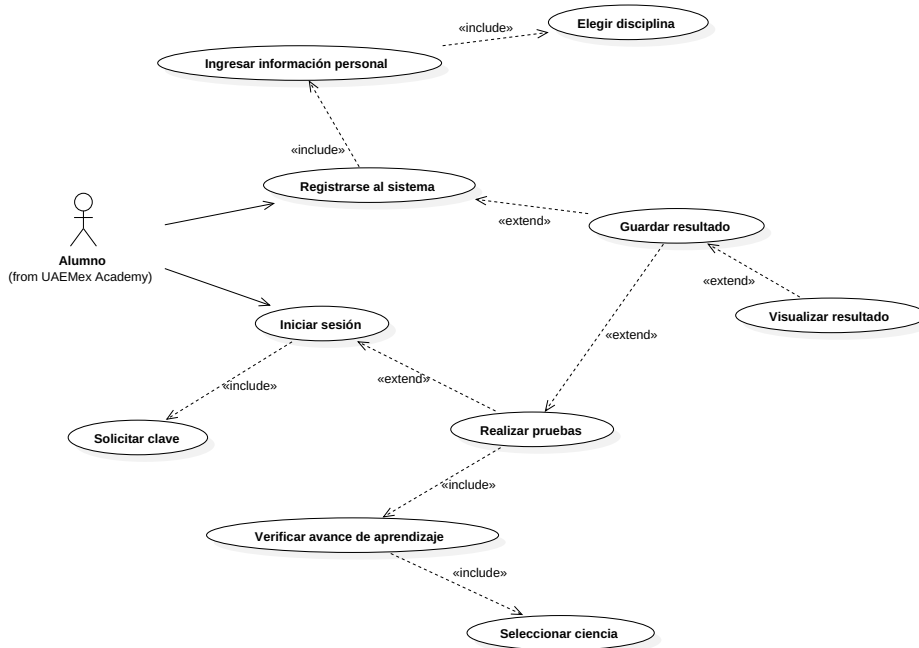 Elegir disciplina
«include»
Ingresar información personal
«include»
Registrarse al sistema
«extend»
Guardar resultado
Alumno
(from UAEMex Academy)
«extend»
Visualizar resultado
Iniciar sesión
«extend»
«include»
«extend»
Solicitar clave
Realizar pruebas
«include»
Verificar avance de aprendizaje
«include»
Seleccionar ciencia